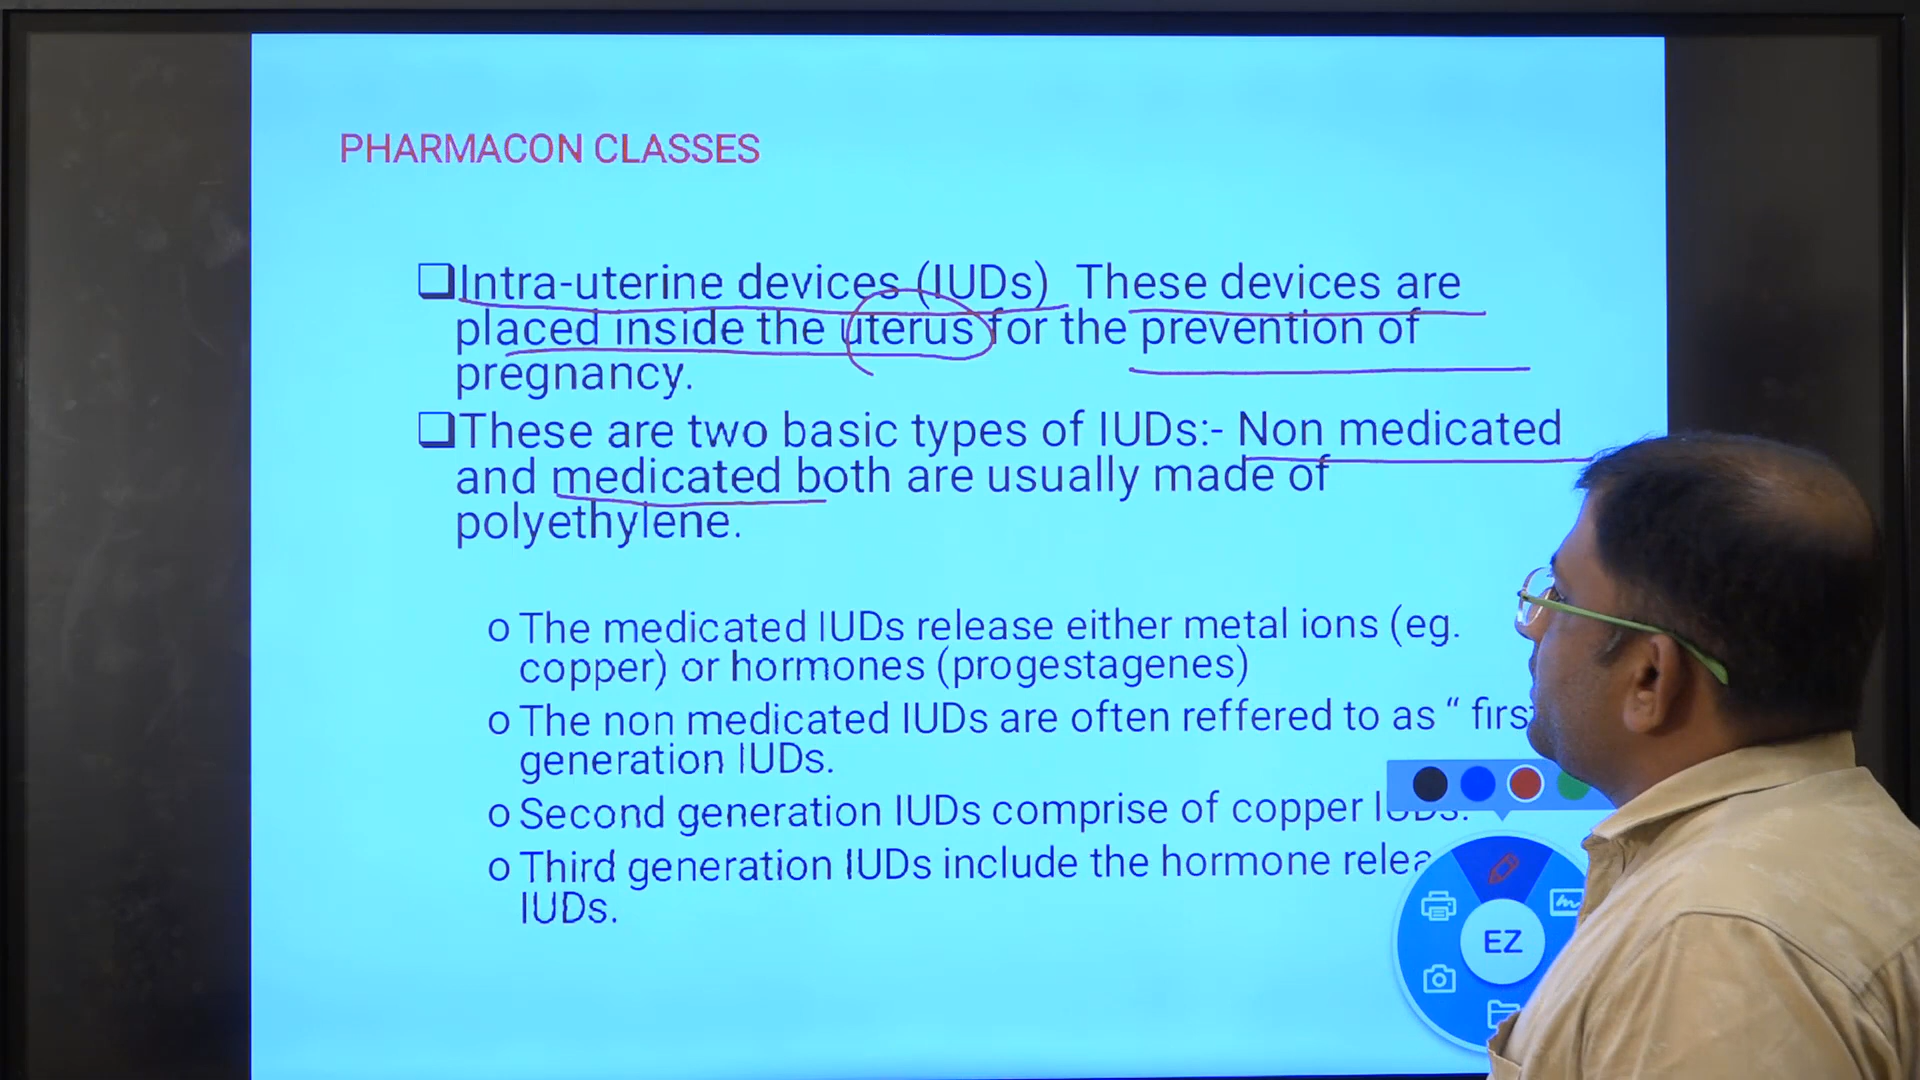 PHARMACON CLASSES
❑Intra-uterine devices (IUDs) These devices are
placed inside the uterus for the prevention of
pregnancy.
❑These are two basic types of IUDs:- Non medicated
and medicated both are usually made of
polyethylene.
o The medicated IUDs release either metal ions (eg.
copper) or hormones (progestagenes)
o The non medicated IUDs are often reffered to as “
generation IUDs.
o Second generation IUDs comprise of copper IUDs.
o Third generation IUDs include the hormone
IUDs.
EZ